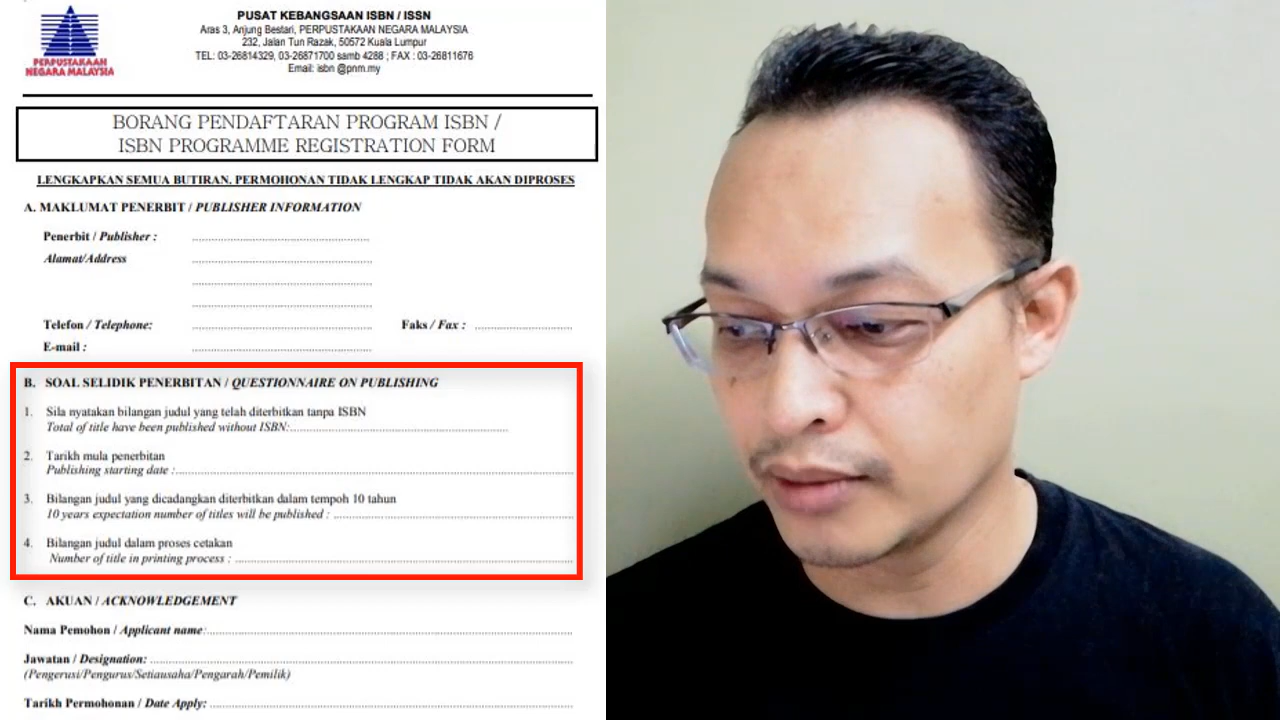 PERPUSTAKAAN
NEGARA MALAYSIA
PUSAT KEBANGSAAN ISBN / ISSN
Aras 3, Anjung Bestari, PERPUSTAKAAN NEGARA MALAYSIA
232, Jalan Tun Razak, 50572 Kuala Lumpur
TEL: 03-26814329, 03-26871700 samb 4288 ; FAX : 03-26811676
Email: isbn @pnm.my
BORANG PENDAFTARAN PROGRAM ISBN /
ISBN PROGRAMME REGISTRATION FORM
LENGKAPKAN SEMUA BUTIRAN. PERMOHONAN TIDAK LENGKAP TIDAK AKAN DIPROSES
A. MAKLUMAT PENERBIT / PUBLISHER INFORMATION
Penerbit / Publisher :
Alamat/Address
Telefon / Telephone: Faks / Fax :
E-mail :
B. SOAL SELIDIK PENERBITAN / QUESTIONNAIRE ON PUBLISHING
1. Sila nyatakan bilangan judul yang telah diterbitkan tanpa ISBN
Total of title have been published without ISBN:
2. Tarikh mula penerbitan
Publishing starting date :
3. Bilangan judul yang dicadangkan diterbitkan dalam tempoh 10 tahun
10 years expectation number of titles will be published :
4. Bilangan judul dalam proses cetakan
Number of title in printing process :
C. AKUAN / ACKNOWLEDGEMENT
Nama Pemohon / Applicant name:
Jawatan / Designation:
(Pengerusi/Pengurus/Setiausaha/Pengarah/Pemilik)
Tarikh Permohonan / Date Apply: